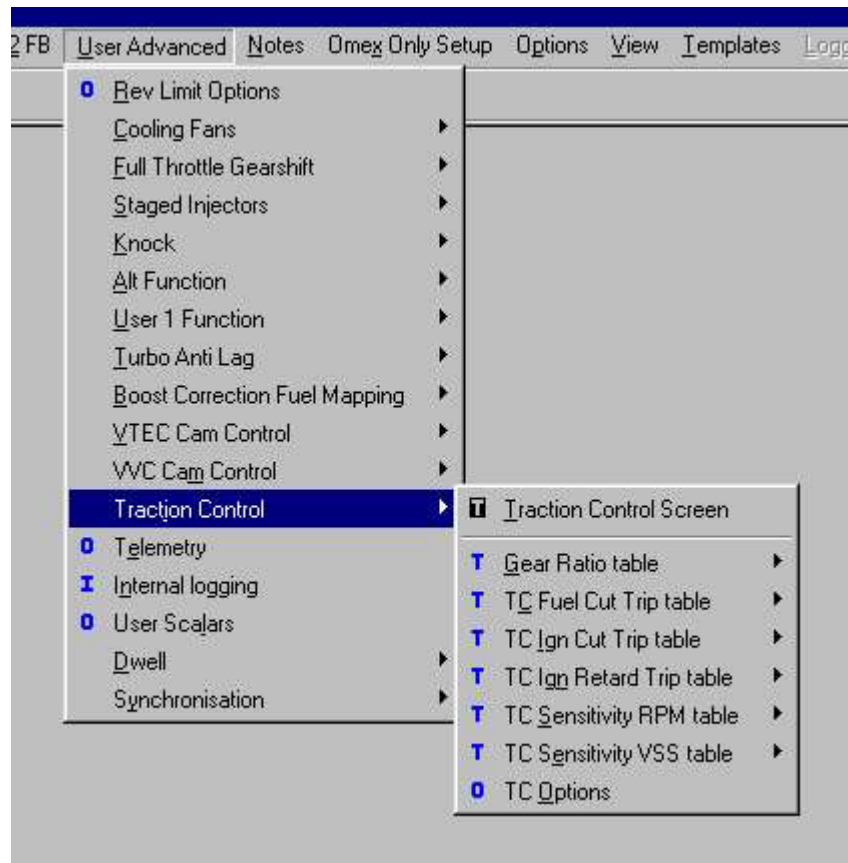 2 FB User Advanced Notes Omex Only Setup Options View Templates Logg
O Rev Limit Options
Cooling Fans
Full Throttle Gearshift
Staged Injectors
Knock
Alt Function
User 1 Function
Turbo Anti Lag
Boost Correction Fuel Mapping
VTEC Cam Control
VVC Cam Control
Traction Control
O Telemetry
I Internal logging
O User Scalars
Dwell
Synchronisation
T Traction Control Screen
T Gear Ratio table
T TC Fuel Cut Trip table
T TC Ign Cut Trip table
T TC Ign Retard Trip table
T TC Sensitivity RPM table
T TC Sensitivity VSS table
O TC Options